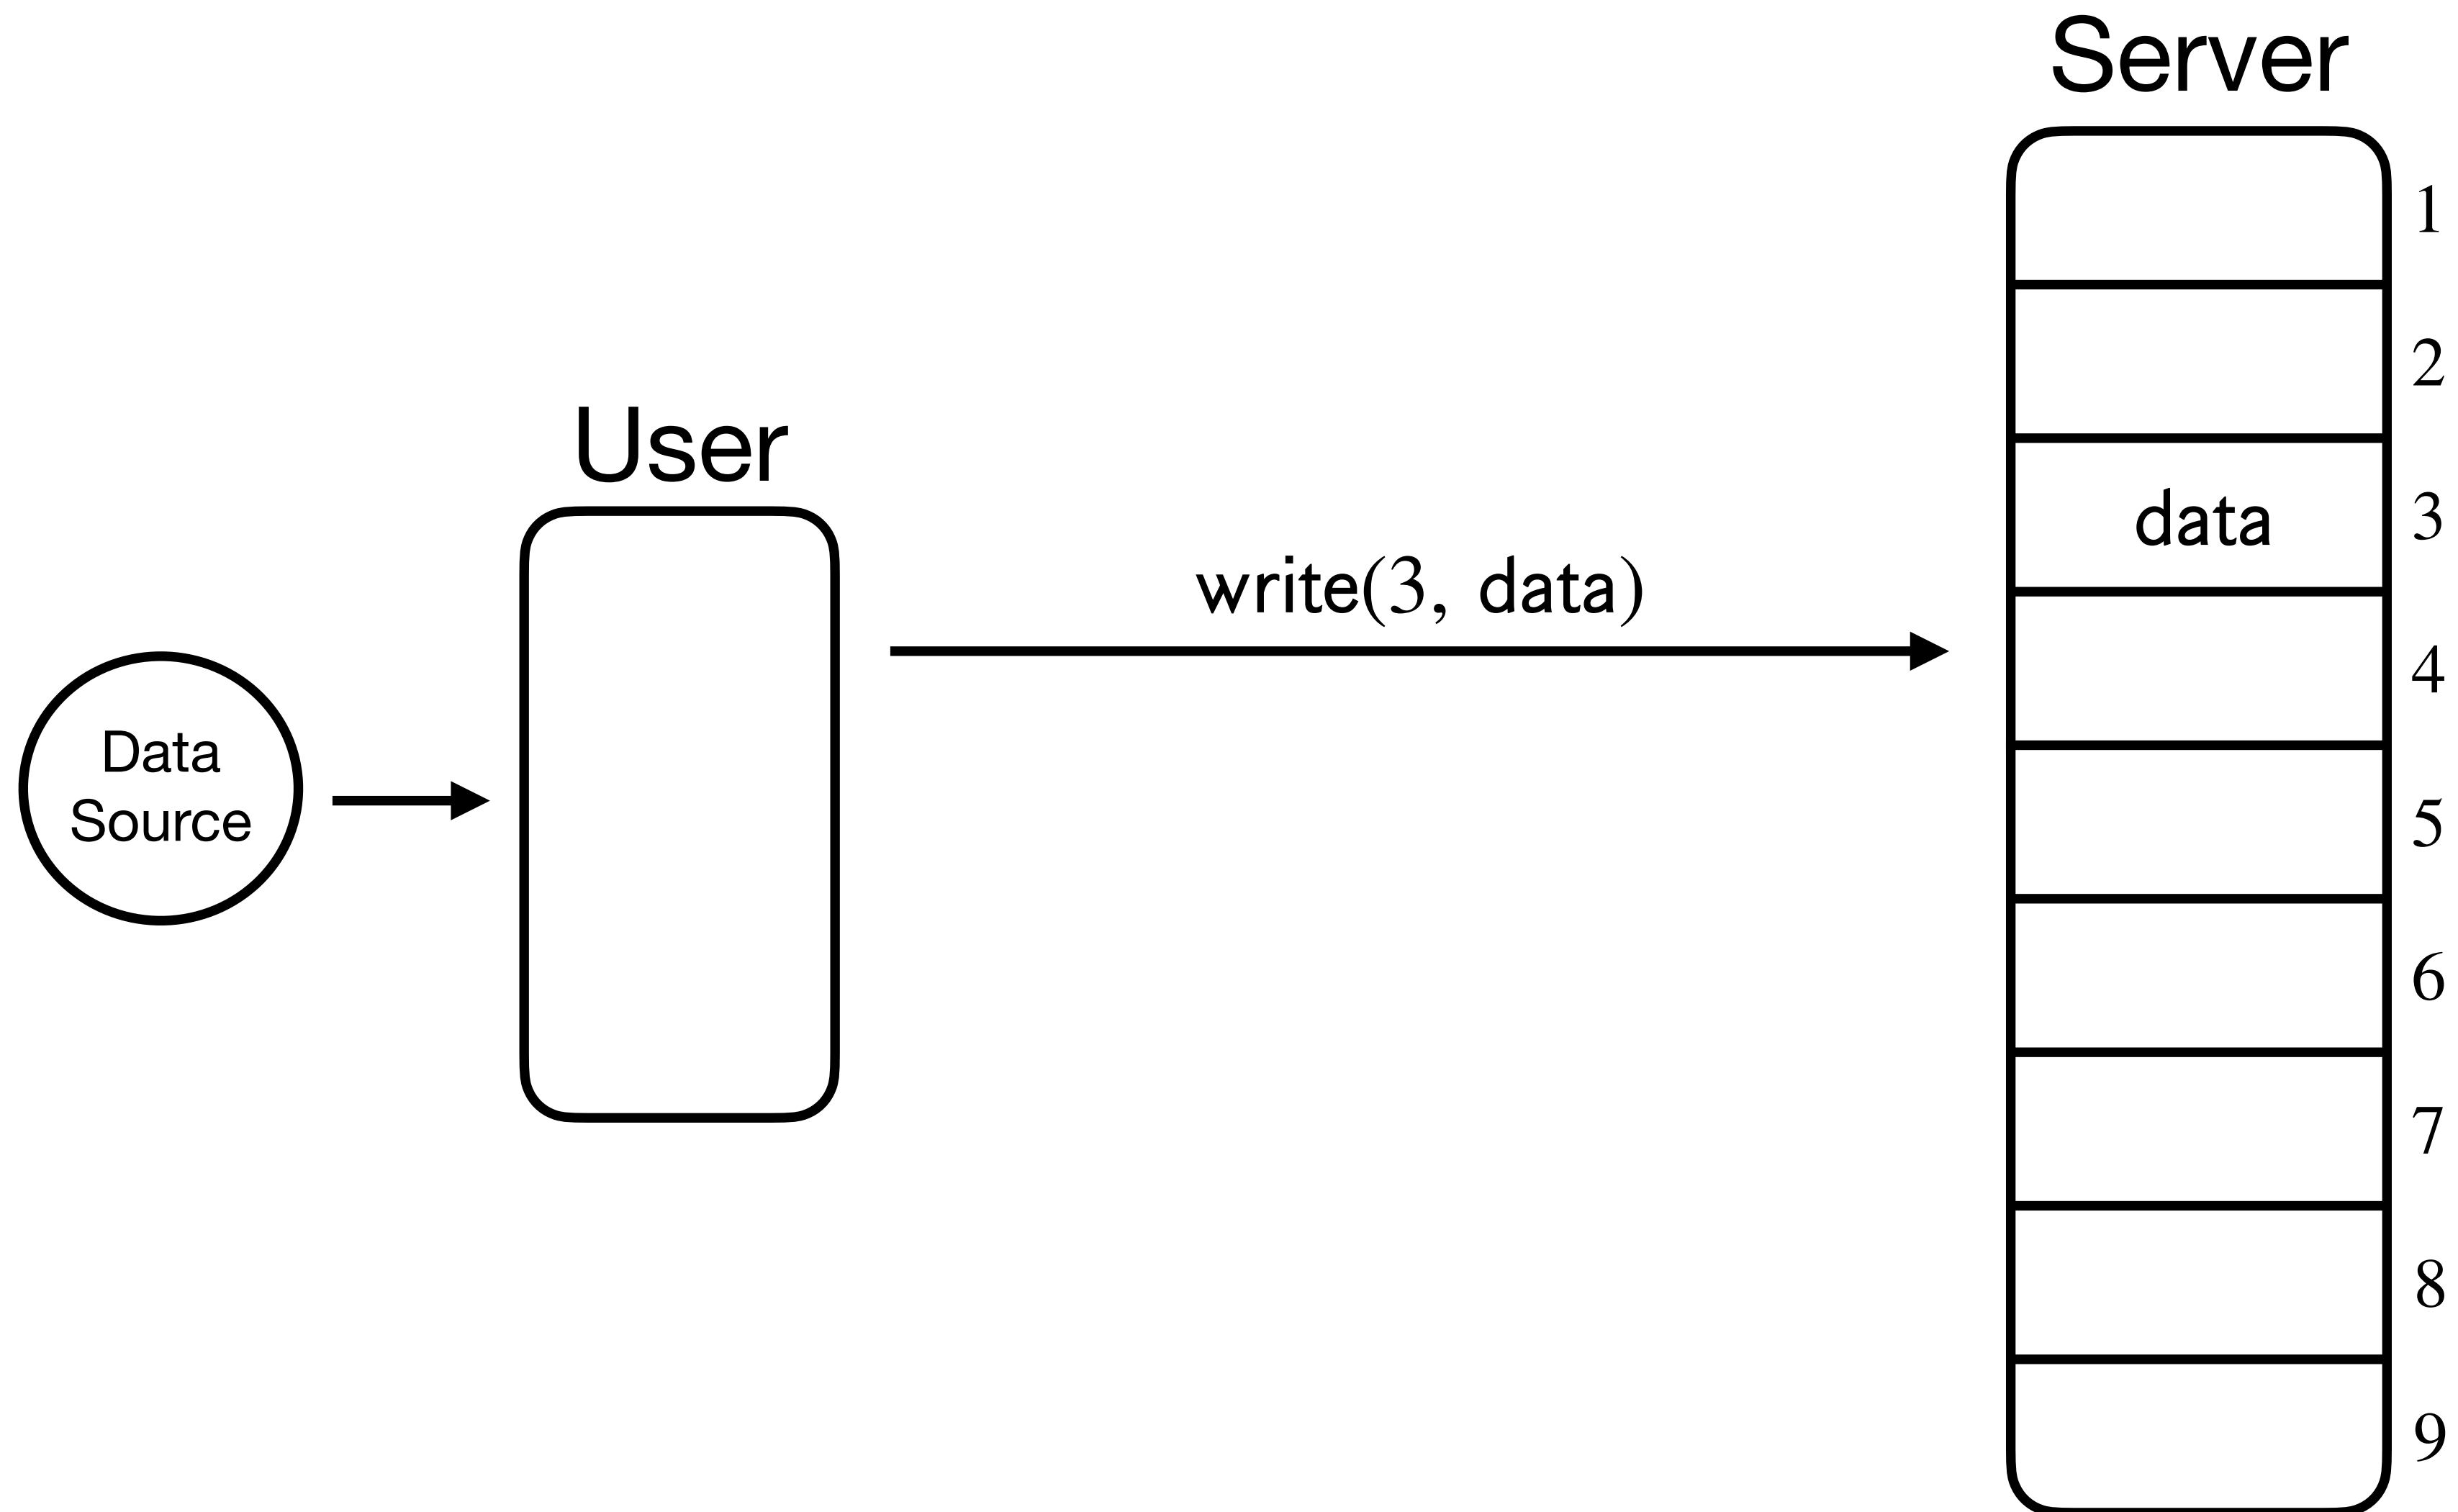 Server
1
2
User
data
3
write(3, data)
4
Data
Source
5
6
7
8
9